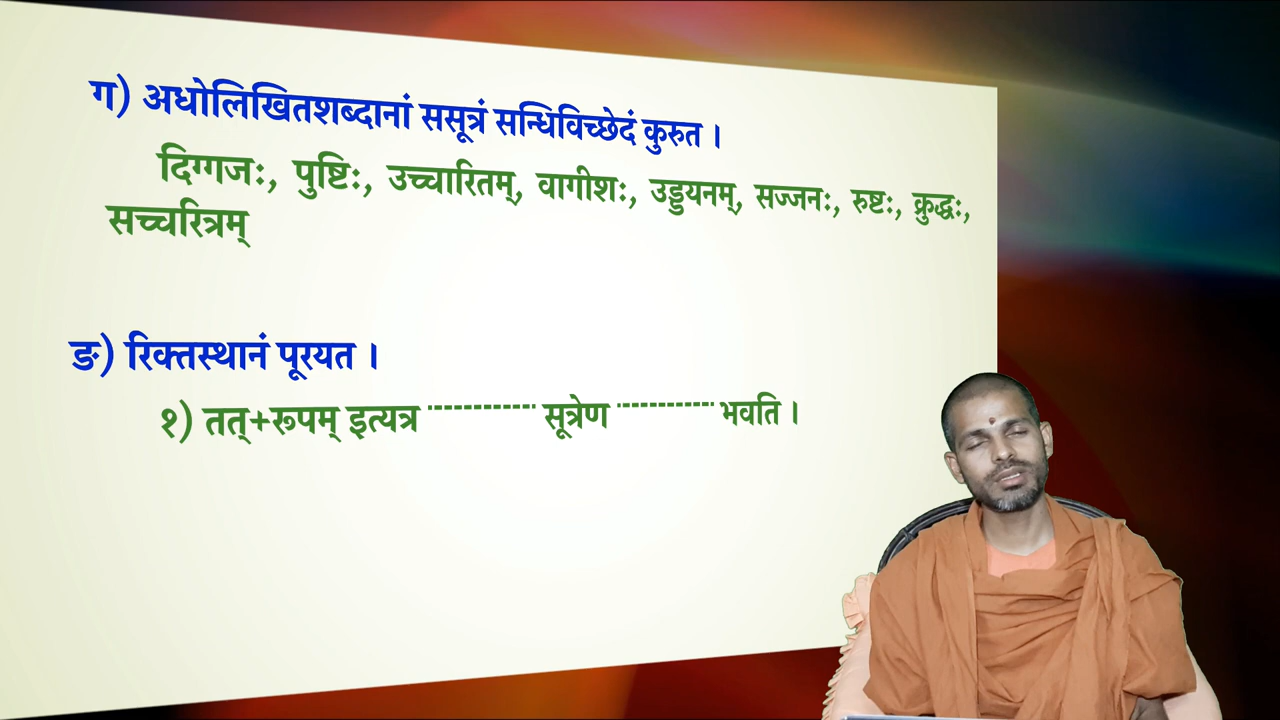 ग) अधोलिखितशब्दानां ससूत्रं सन्धिविच्छेदं कुरुत ।
दिग्गजः, पुष्टिः, उच्चारितम्, वागीशः, उड्डयनम्, सज्जनः, रुष्टः, क्रुद्धः,
सच्चरित्रम्
ङ) रिक्तस्थानं पूरयत ।
१) तत्+रूपम् इत्यत्र ------------ सूत्रेण ----------- भवति ।